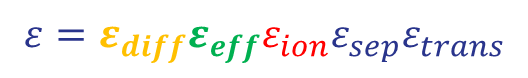 ε = ε_diff ε_eff ε_ion ε_sep ε_trans